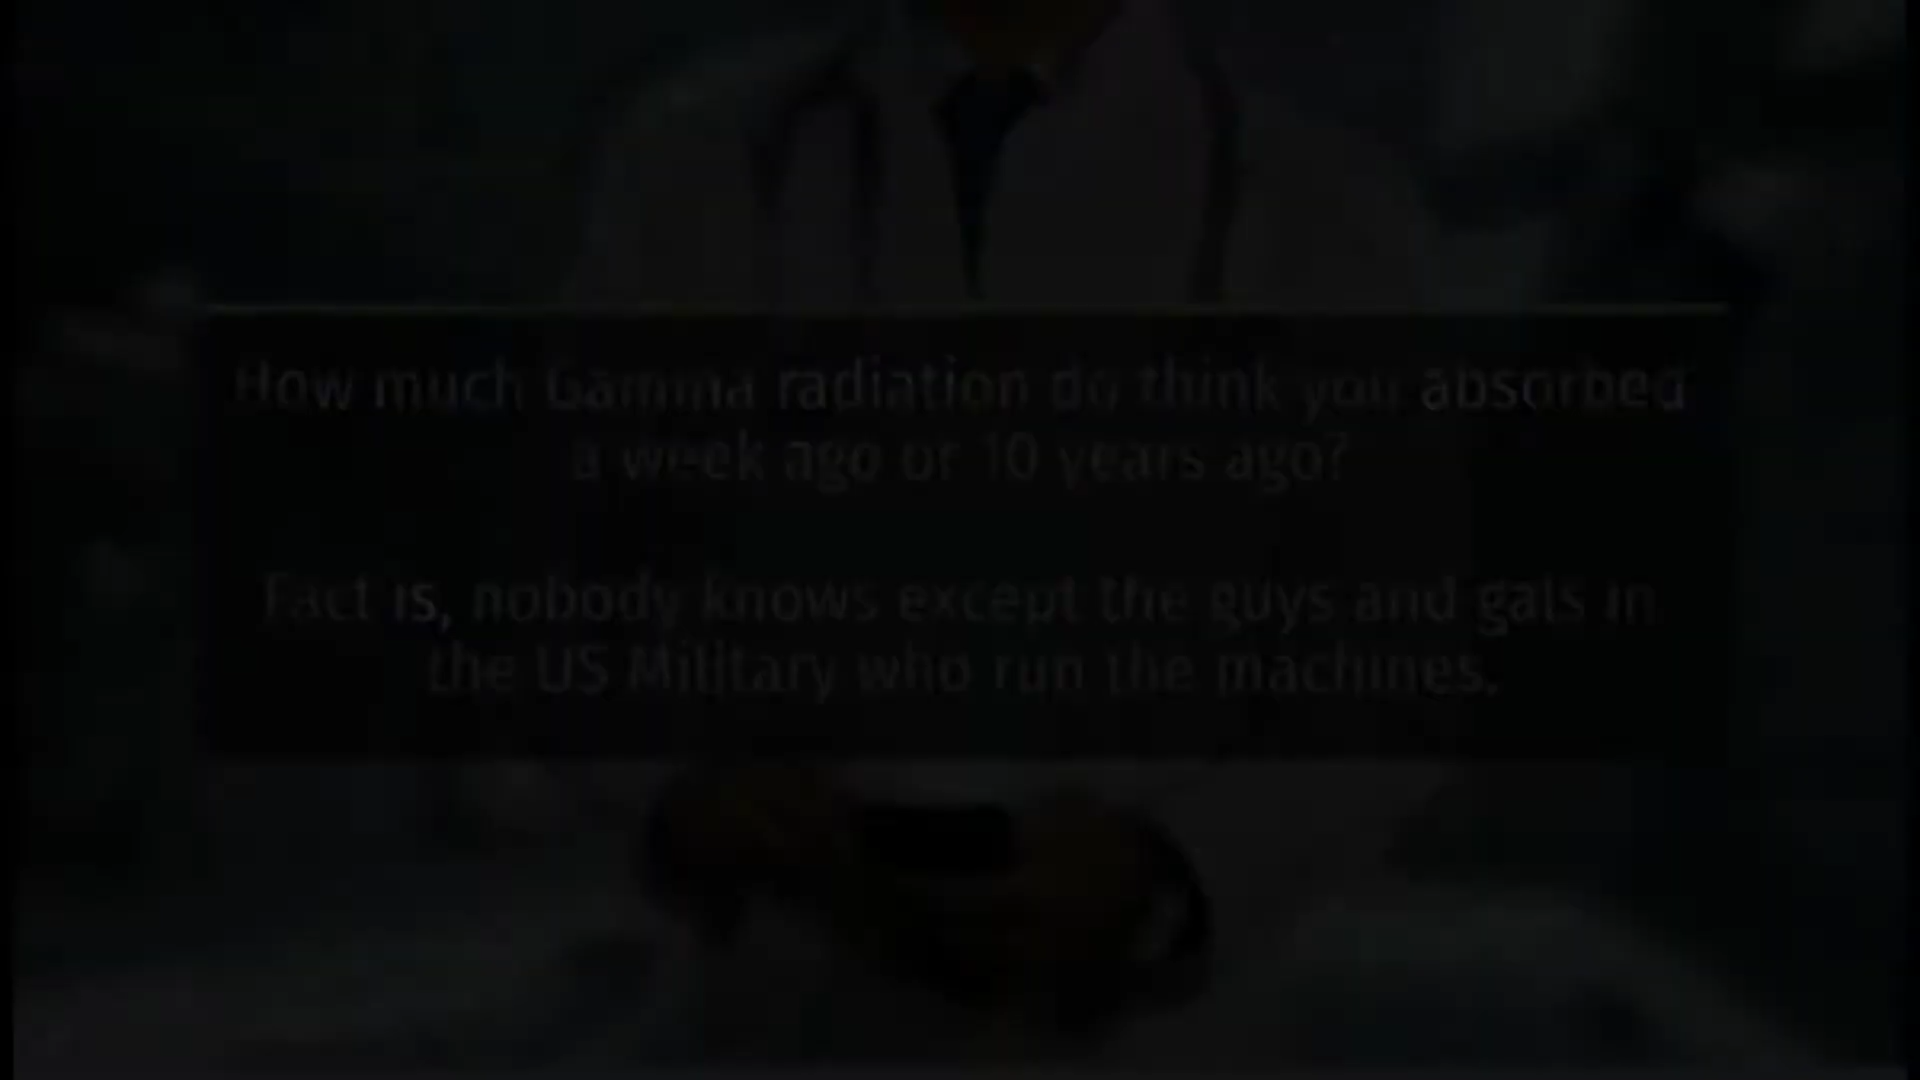 How much Gamma radiation do think you absorbed
a week ago or 10 years ago?
Fact is, nobody knows except the guys and gals in
the US Military who run the machines.